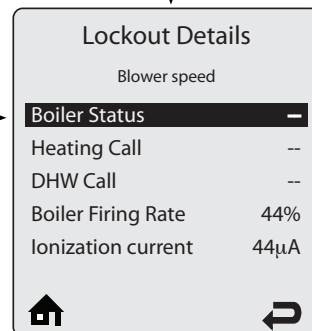 Lockout Details
Blower speed
Boiler Status –
Heating Call --
DHW Call --
Boiler Firing Rate 44%
Ionization current 44μA